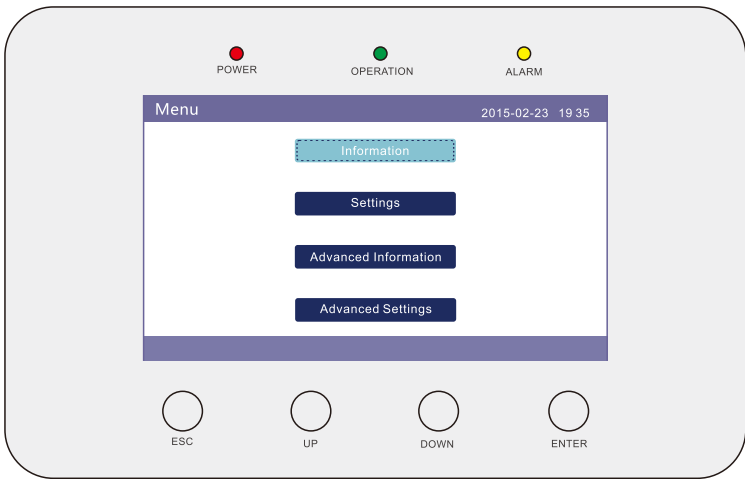 POWER OPERATION ALARM
Menu 2015-02-23 19 35
Information
Settings
Advanced Information
Advanced Settings
ESC UP DOWN ENTER